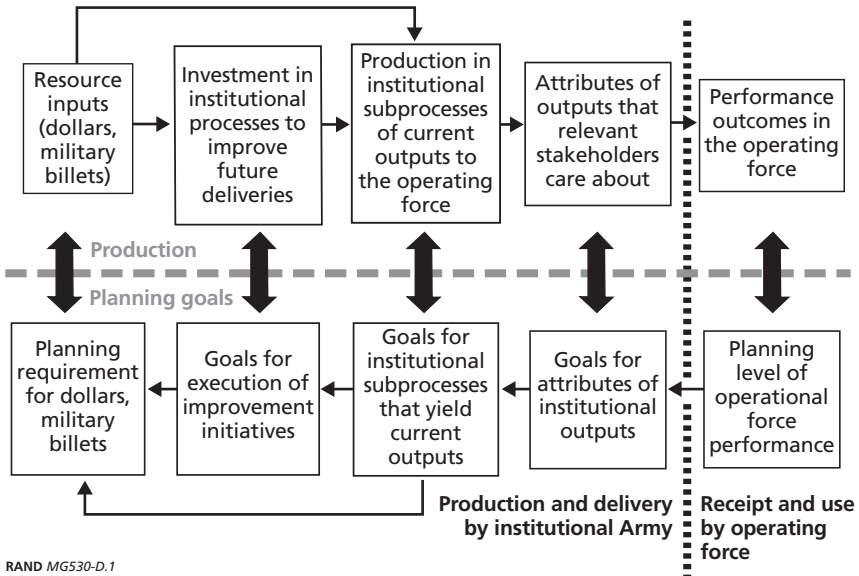 Resource
inputs
(dollars,
military
billets)
Investment in
institutional
processes to
improve
future
deliveries
Production in
institutional
subprocesses
of current
outputs to
the operating
force
Attributes of
outputs that
relevant
stakeholders
care about
Performance
outcomes in
the operating
force
Production
Planning goals
Planning
requirement
for dollars,
military
billets
Goals for
execution of
improvement
initiatives
Goals for
institutional
subprocesses
that yield
current
outputs
Goals for
attributes of
institutional
outputs
Planning
level of
operational
force
performance
Production and delivery
by institutional Army
Receipt and use
by operating
force
RAND MG530-D.1